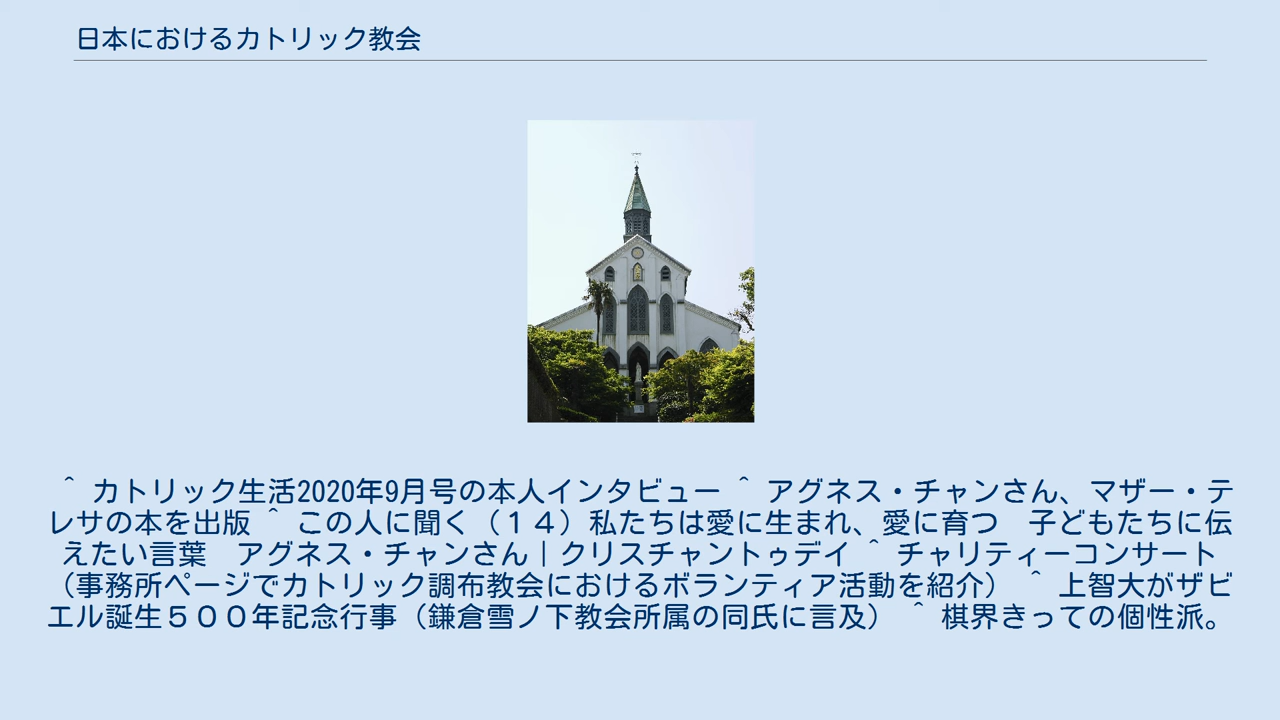 日本におけるカトリック教会
^ カトリック生活2020年9月号の本人インタビュー ^ アグネス・チャンさん、マザー・テ
レサの本を出版 ^ この人に聞く（１４）私たちは愛に生まれ、愛に育つ　子どもたちに伝
えたい言葉　アグネス・チャンさん | クリスチャントゥデイ ^ チャリティーコンサート
（事務所ページでカトリック調布教会におけるボランティア活動を紹介） ^ 上智大がザビ
エル誕生５００年記念行事（鎌倉雪ノ下教会所属の同氏に言及） ^ 棋界きっての個性派。